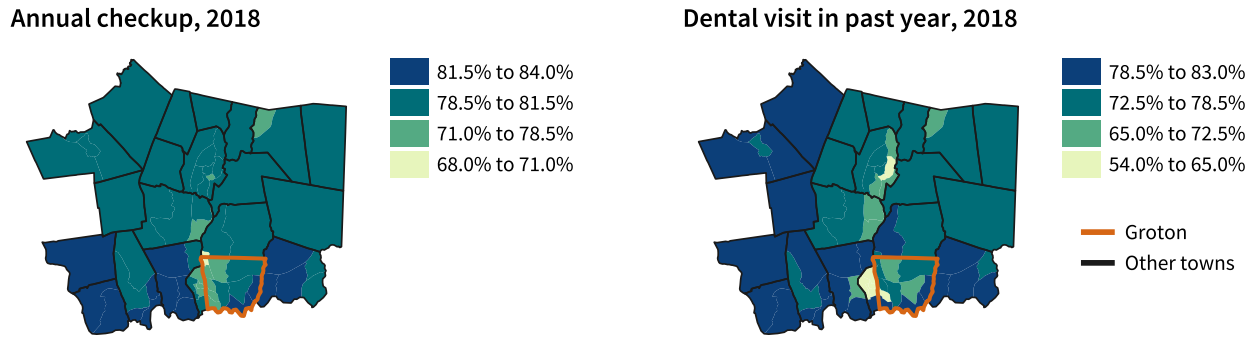 Annual checkup, 2018
81.5% to 84.0%
78.5% to 81.5%
71.0% to 78.5%
68.0% to 71.0%
Dental visit in past year, 2018
78.5% to 83.0%
72.5% to 78.5%
65.0% to 72.5%
54.0% to 65.0%
Groton
Other towns